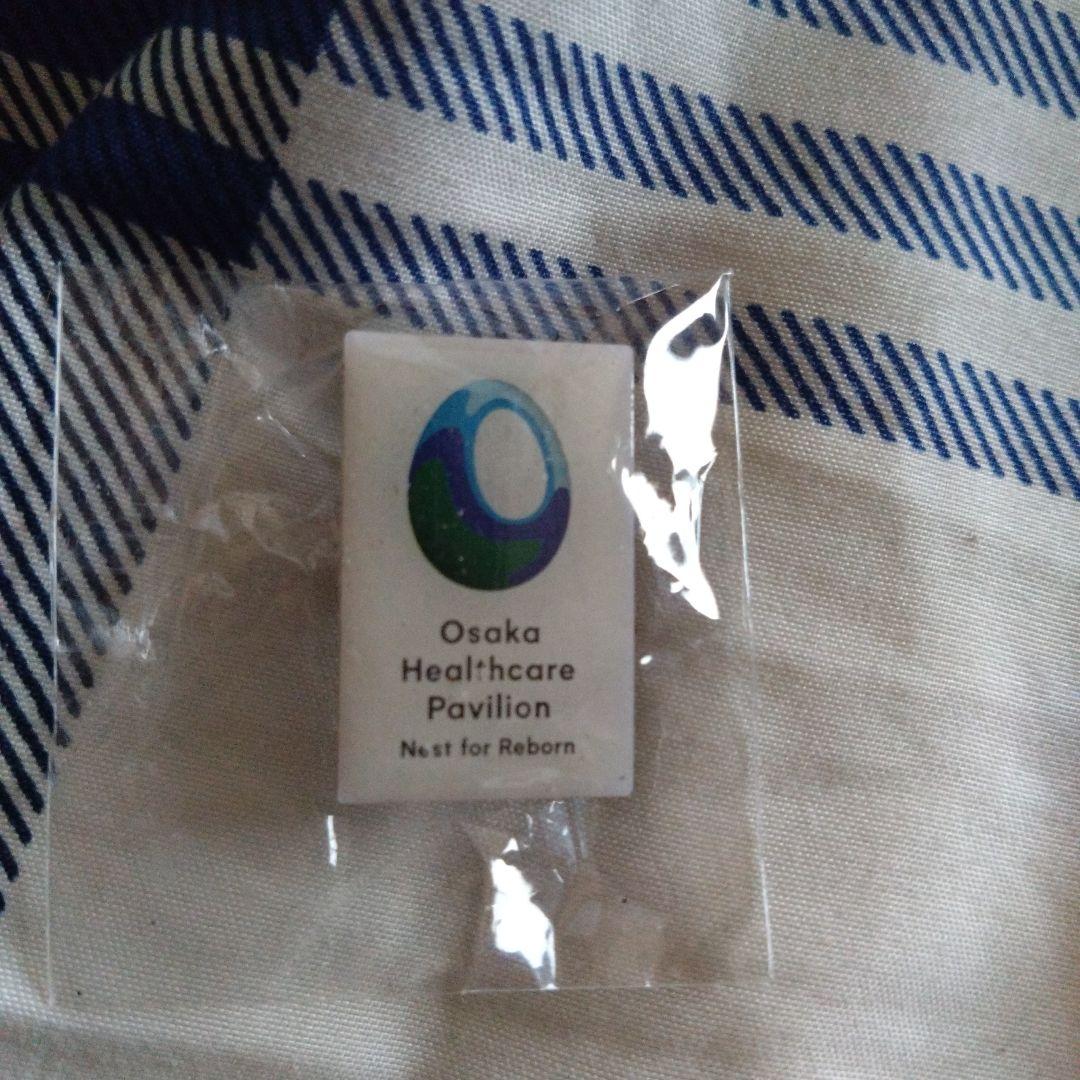 Osaka
Healthcare
Pavilion
Nest for Reborn